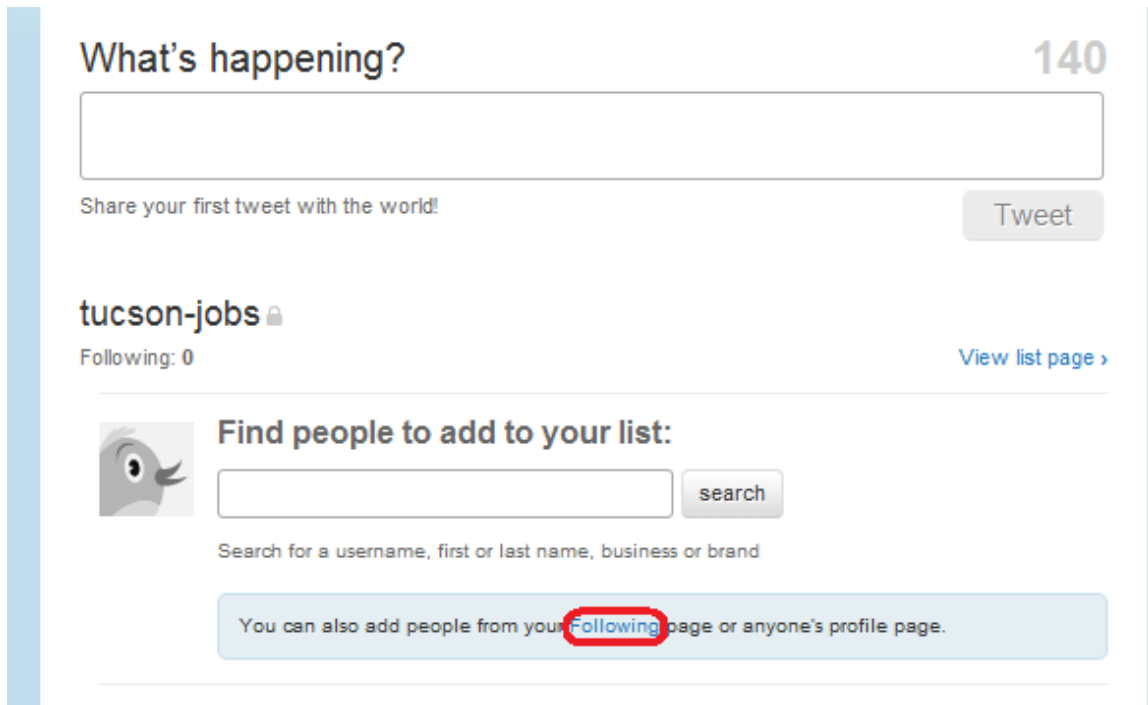 What's happening?
140
Share your first tweet with the world!
Tweet
tucson-jobs
Following: 0
View list page ›
Find people to add to your list:
search
Search for a username, first or last name, business or brand
You can also add people from your Following page or anyone's profile page.